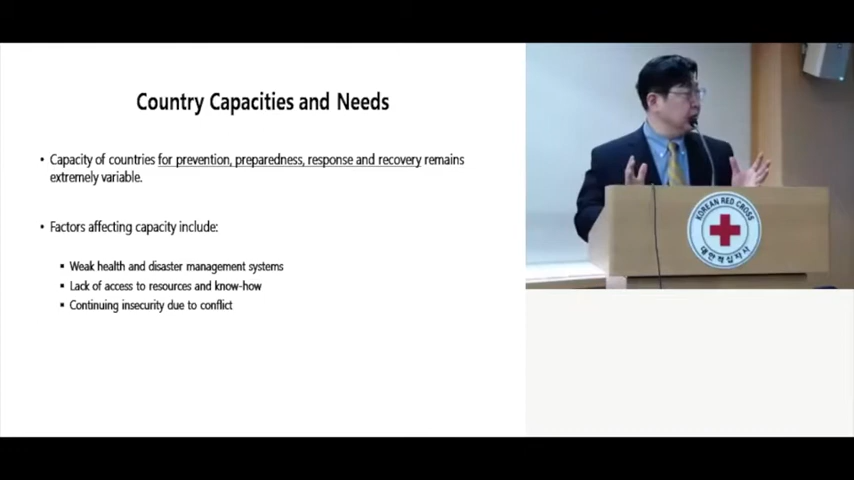 Country Capacities and Needs
• Capacity of countries for prevention, preparedness, response and recovery remains
extremely variable.
• Factors affecting capacity include:
▪ Weak health and disaster management systems
▪ Lack of access to resources and know-how
▪ Continuing insecurity due to conflict
KOREAN RED CROSS
대한적십자사